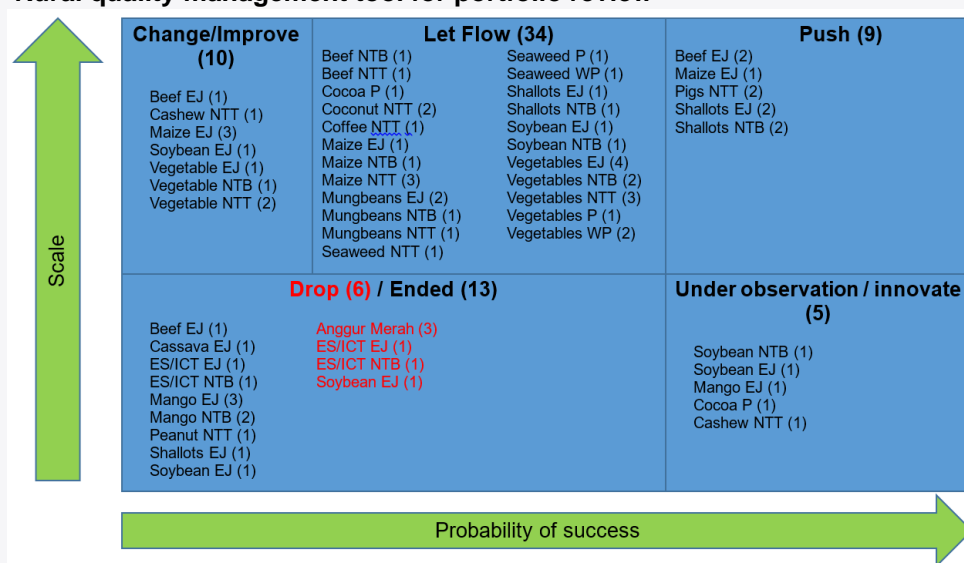 Rural quality management tool for portfolio review
Change/Improve
(10)
Beef EJ (1)
Cashew NTT (1)
Maize EJ (3)
Soybean EJ (1)
Vegetable EJ (1)
Vegetable NTB (1)
Vegetable NTT (2)
Let Flow (34)
Beef NTB (1)
Beef NTT (1)
Cocoa P (1)
Coconut NTT (2)
Coffee NTT (1)
Maize EJ (1)
Maize NTB (1)
Maize NTT (3)
Mungbeans EJ (2)
Mungbeans NTB (1)
Mungbeans NTT (1)
Seaweed NTT (1)
Seaweed P (1)
Seaweed WP (1)
Shallots EJ (1)
Shallots NTB (1)
Soybean EJ (1)
Soybean NTB (1)
Vegetables EJ (4)
Vegetables NTB (2)
Vegetables NTT (3)
Vegetables P (1)
Vegetables WP (2)
Push (9)
Beef EJ (2)
Maize EJ (1)
Pigs NTT (2)
Shallots EJ (2)
Shallots NTB (2)
Scale
Drop (6) / Ended (13)
Beef EJ (1)
Cassava EJ (1)
ES/ICT EJ (1)
ES/ICT NTB (1)
Mango EJ (3)
Mango NTB (2)
Peanut NTT (1)
Shallots EJ (1)
Soybean EJ (1)
Anggur Merah (3)
ES/ICT EJ (1)
ES/ICT NTB (1)
Soybean EJ (1)
Under observation / innovate
(5)
Soybean NTB (1)
Soybean EJ (1)
Mango EJ (1)
Cocoa P (1)
Cashew NTT (1)
Probability of success